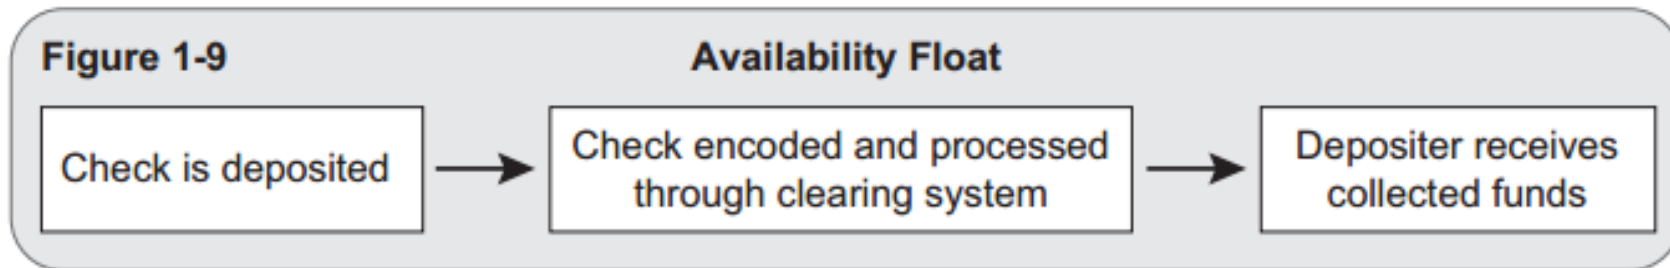 Figure 1-9
Availability Float
Check is deposited
Check encoded and processed
through clearing system
Depositer receives
collected funds